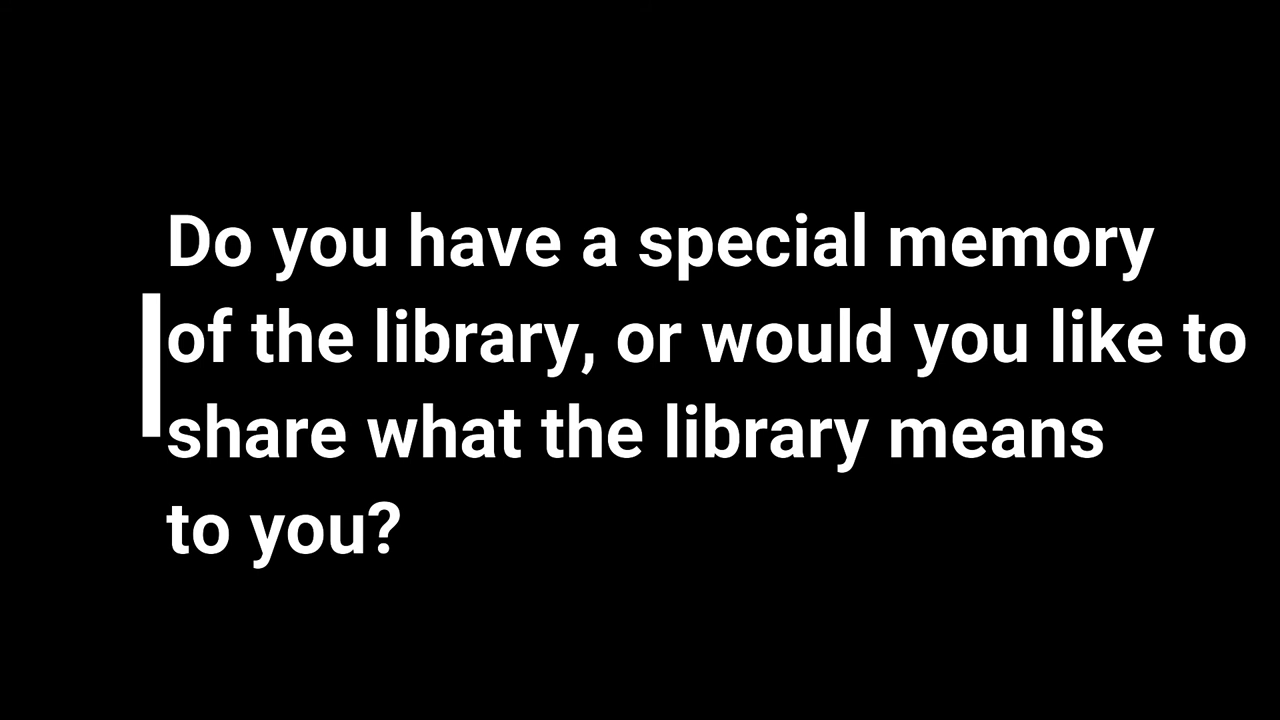 Do you have a special memory
of the library, or would you like to
share what the library means
to you?